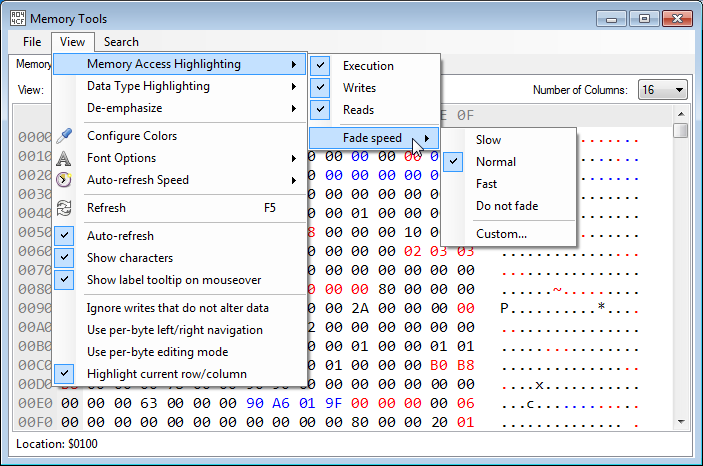 Memory Tools
File View Search
Memory
View:
Number of Columns: 16
Memory Access Highlighting
Data Type Highlighting
De-emphasize
Configure Colors
Font Options
Auto-refresh Speed
Refresh F5
Auto-refresh
Show characters
Show label tooltip on mouseover
Ignore writes that do not alter data
Use per-byte left/right navigation
Use per-byte editing mode
Highlight current row/column
Execution
Writes
Reads
Fade speed
Slow
Normal
Fast
Do not fade
Custom...
E 0F
0000
0010 00 00 00 00 00
0020 00 00 00 00 00
0030 00 00 00 00 00
0040 00 01 00 00 00
0050 00 00 10 00
0060 00 00 00 02 03 03
0070 00 00 00 00 00 00
0080 00 00 80 00 00 00 ......~........
0090 00 2A 00 00 00 00 P..........*....
00A0 00 00 00 00 00 00
00B0 00 01 00 00 01 01
00C0 00 01 00 00 B0 B8
00D0 00 00 00 00 00 00 ....x...........
00E0 00 00 00 63 00 00 00 90 A6 01 9F 00 00 00 00 06 ...c............
00F0 00 00 00 00 00 00 00 00 00 00 00 80 00 00 20 01
Location: $0100